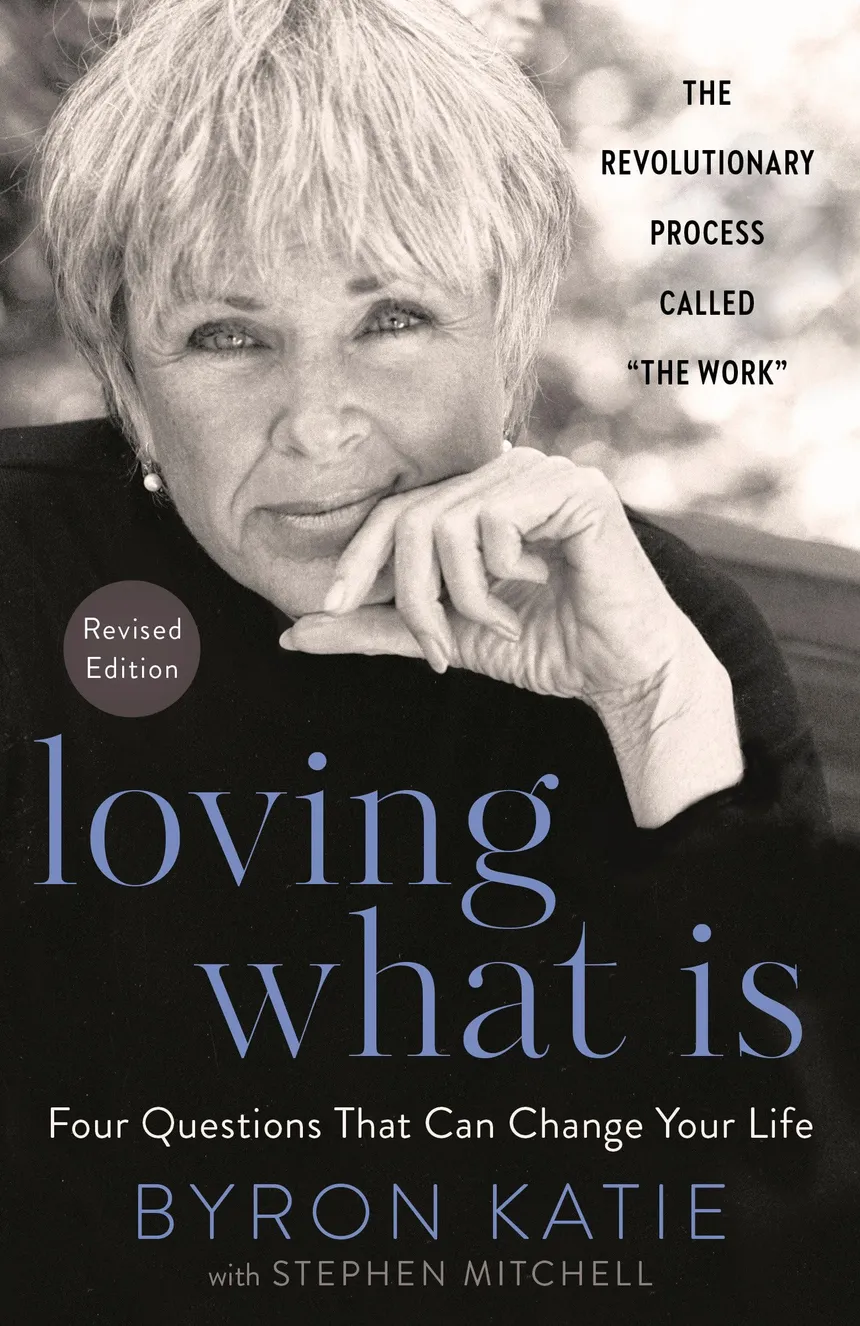 THE
REVOLUTIONARY
PROCESS
CALLED
“THE WORK”
Revised
Edition
loving
what is
Four Questions That Can Change Your Life
BYRON KATIE
with STEPHEN MITCHELL